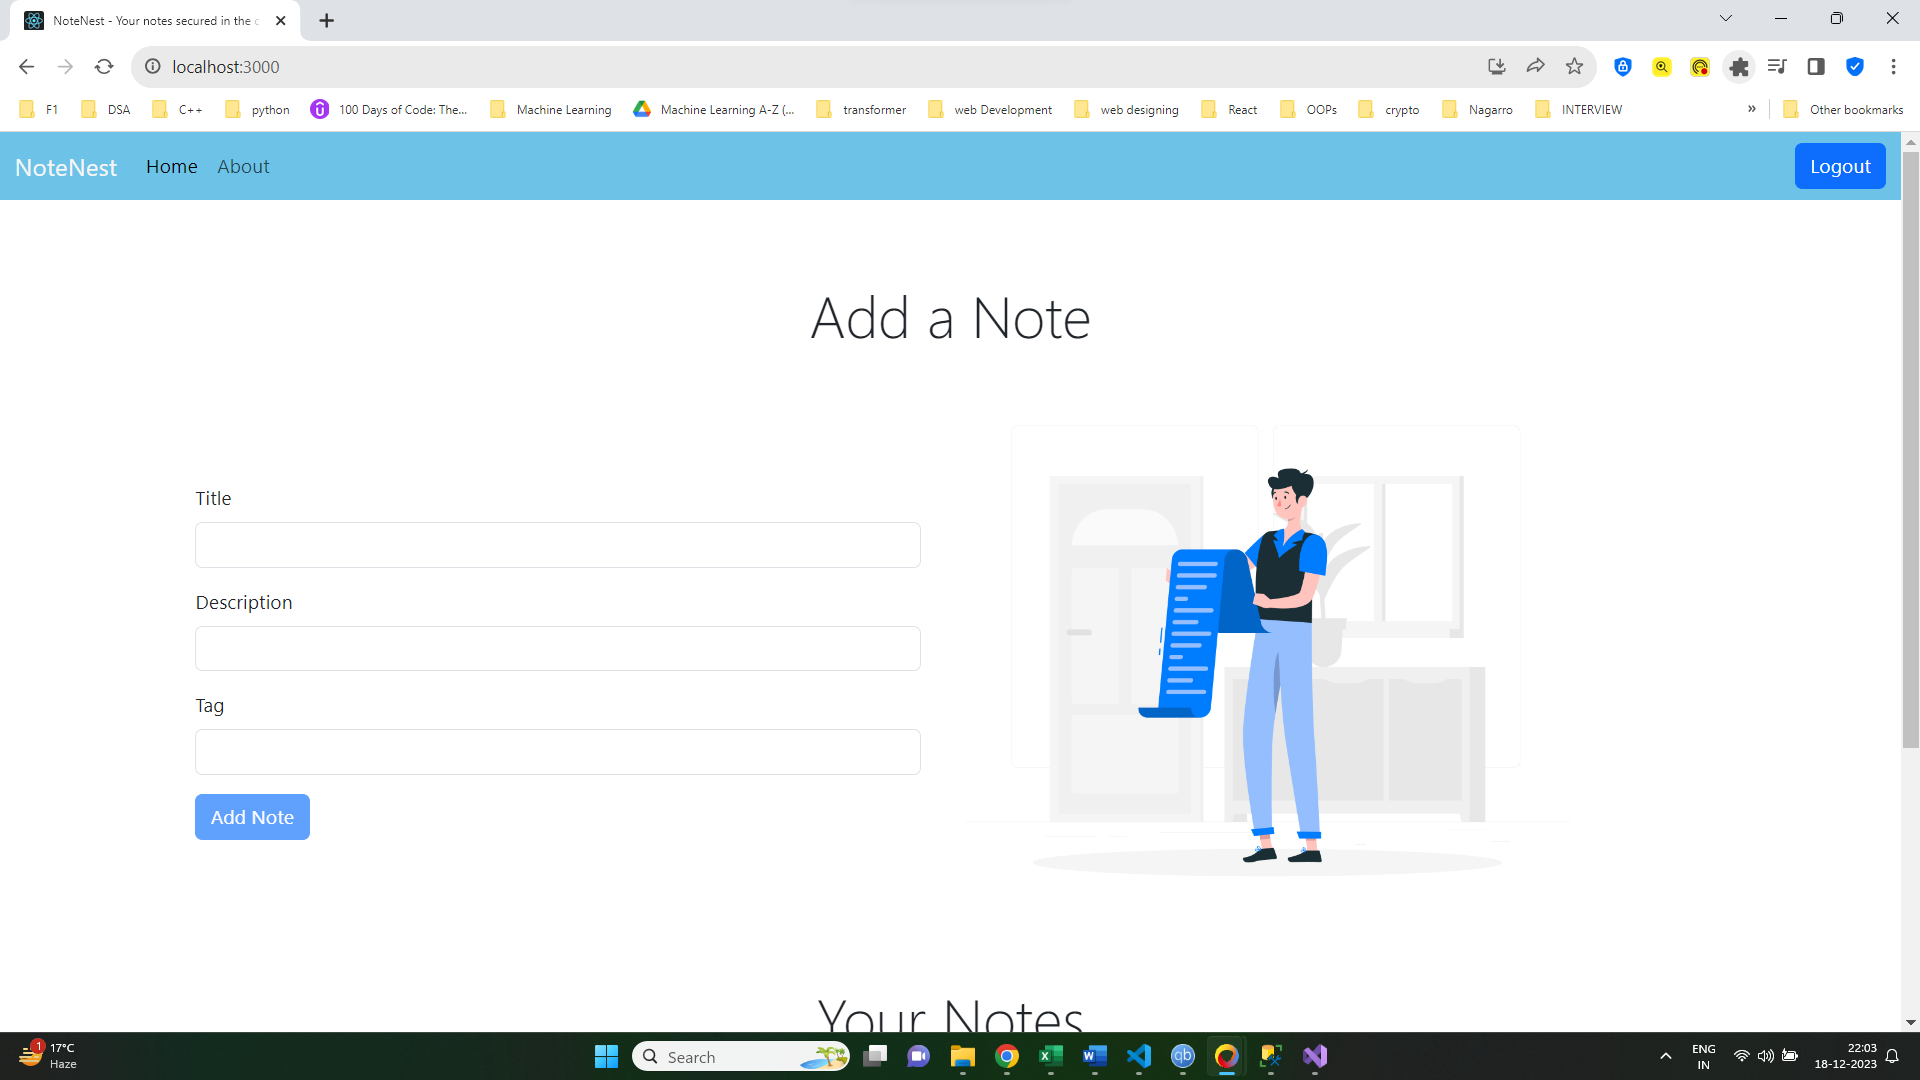 NoteNest - Your notes secured in the c
localhost:3000
F1 DSA C++ python 100 Days of Code: The... Machine Learning Machine Learning A-Z (... transformer web Development web designing React OOPs crypto Nagarro INTERVIEW » Other bookmarks
NoteNest Home About Logout
Add a Note
Title
Description
Tag
Add Note
Your Notes
1 17°C
Haze
Search
qb
ENG
IN
22:03
18-12-2023